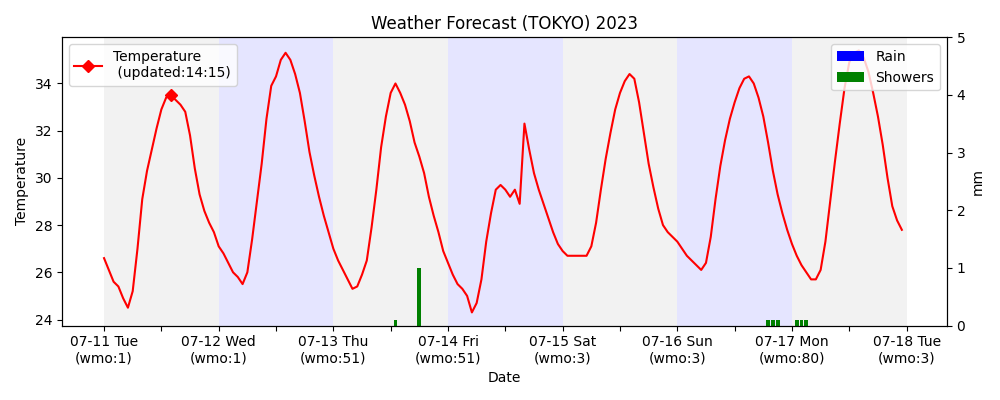 Weather Forecast (TOKYO) 2023
Temperature
(updated:14:15)
Rain
Showers
Temperature
34
32
30
28
26
24
5
4
3
2
1
0
mm
07-11 Tue
(wmo:1)
07-12 Wed
(wmo:1)
07-13 Thu
(wmo:51)
07-14 Fri
(wmo:51)
07-15 Sat
(wmo:3)
07-16 Sun
(wmo:3)
07-17 Mon
(wmo:80)
07-18 Tue
(wmo:3)
Date